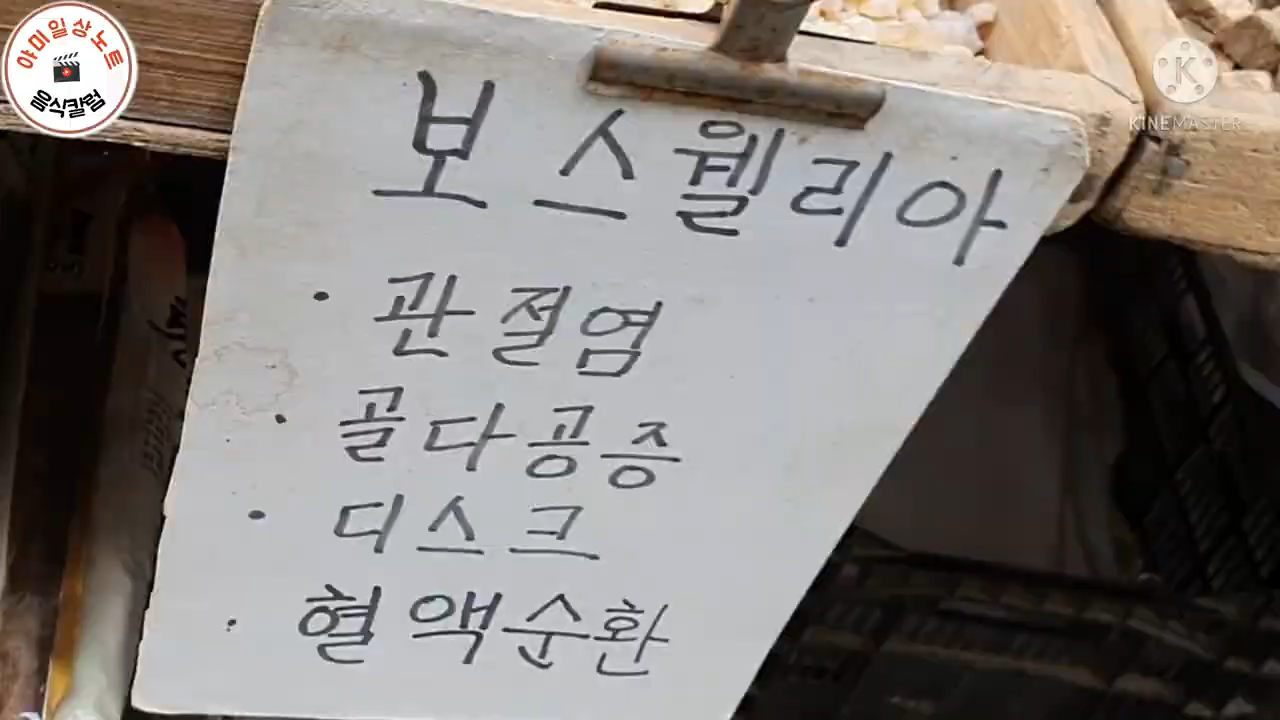 야미일상노트
음식칼럼
KINEMASTER
보스웰리아
· 관절염
· 골다공증
· 디스크
· 혈액순환